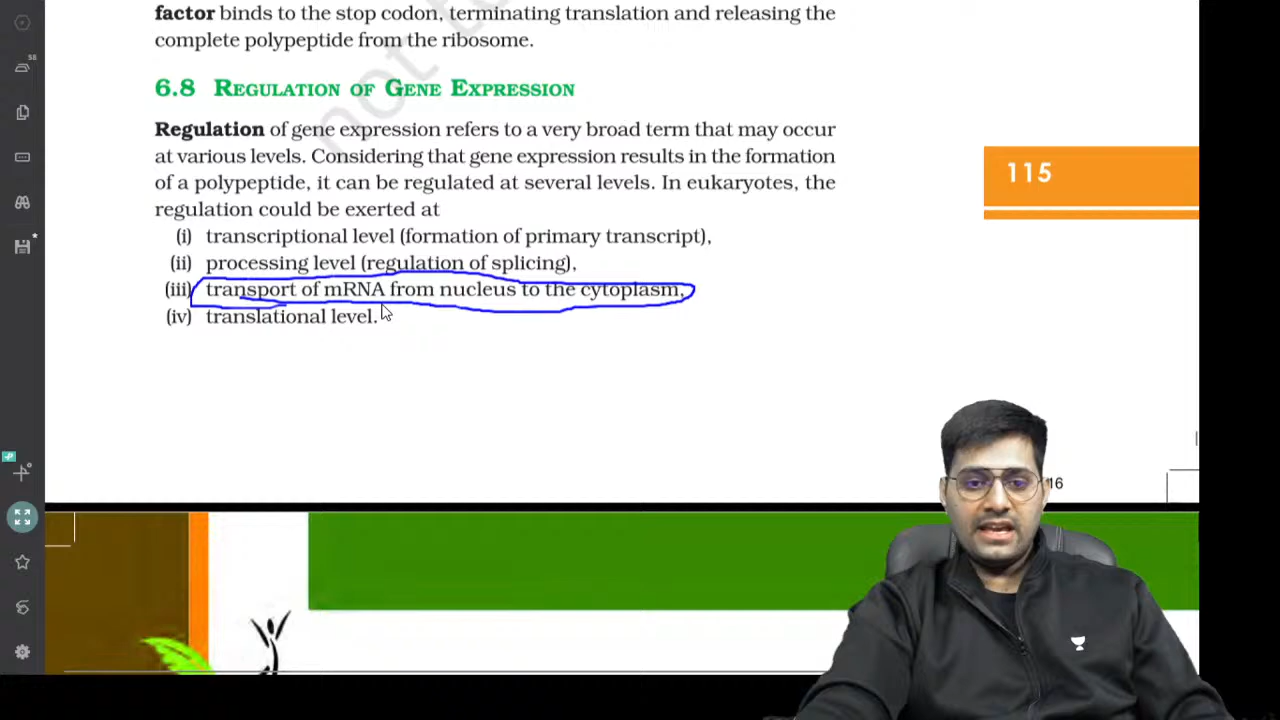 58
factor binds to the stop codon, terminating translation and releasing the
complete polypeptide from the ribosome.
not t
6.8 REGULATION OF GENE EXPRESSION
Regulation of gene expression refers to a very broad term that may occur
at various levels. Considering that gene expression results in the formation
of a polypeptide, it can be regulated at several levels. In eukaryotes, the
regulation could be exerted at
(i) transcriptional level (formation of primary transcript),
(ii) processing level (regulation of splicing),
(iii) transport of mRNA from nucleus to the cytoplasm,
(iv) translational level.
115
16